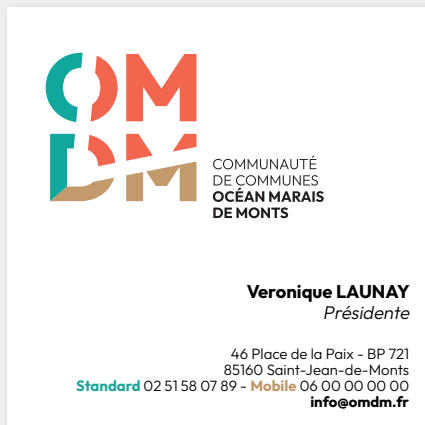 OM
DM
COMMUNAUTÉ
DE COMMUNES
OCÉAN MARAIS
DE MONTS
Veronique LAUNAY
Présidente
46 Place de la Paix - BP 721
85160 Saint-Jean-de-Monts
Standard 02 51 58 07 89 - Mobile 06 00 00 00 00
info@omdm.fr